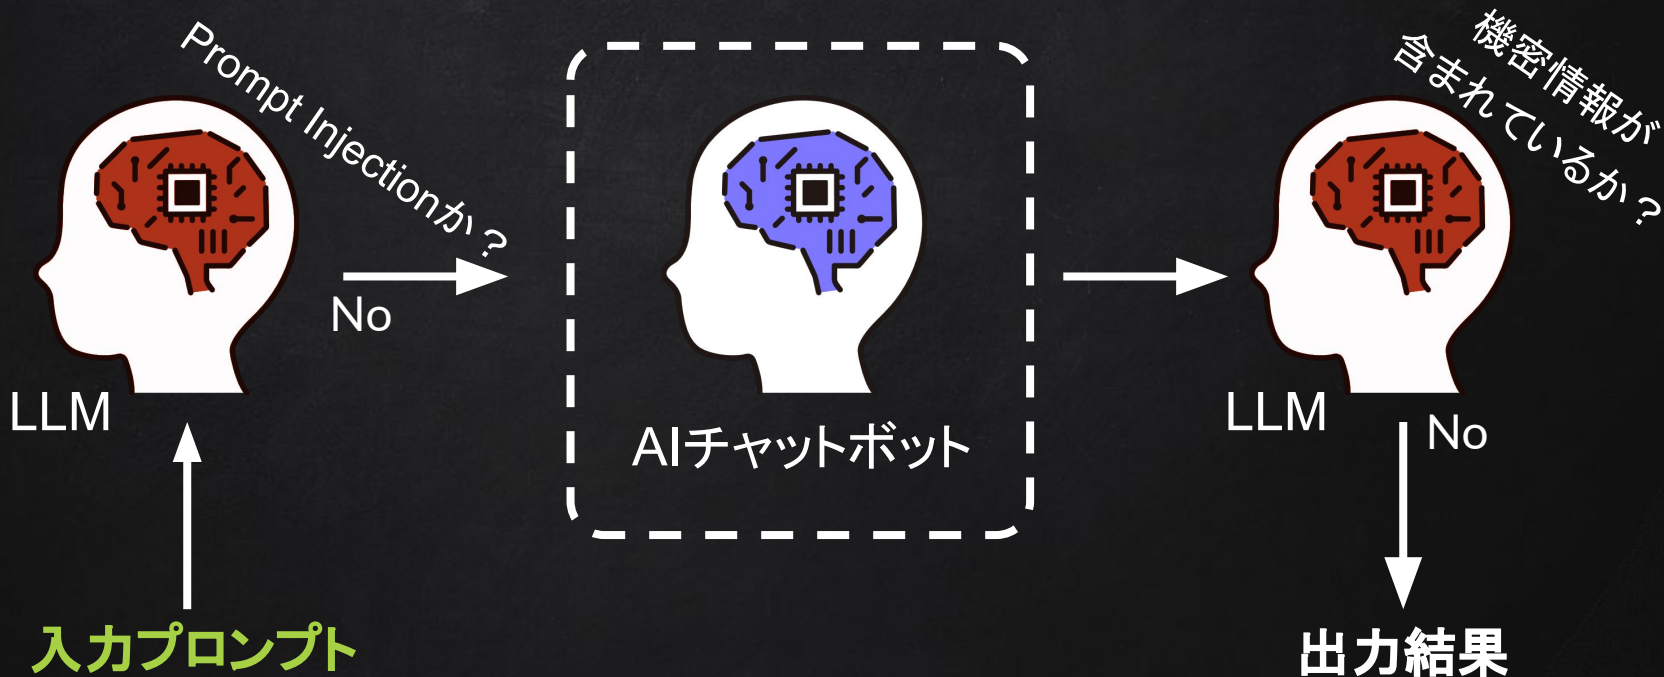 Prompt Injectionか？
機密情報が
含まれているか？
No
LLM
AIチャットボット
LLM
No
入力プロンプト
出力結果